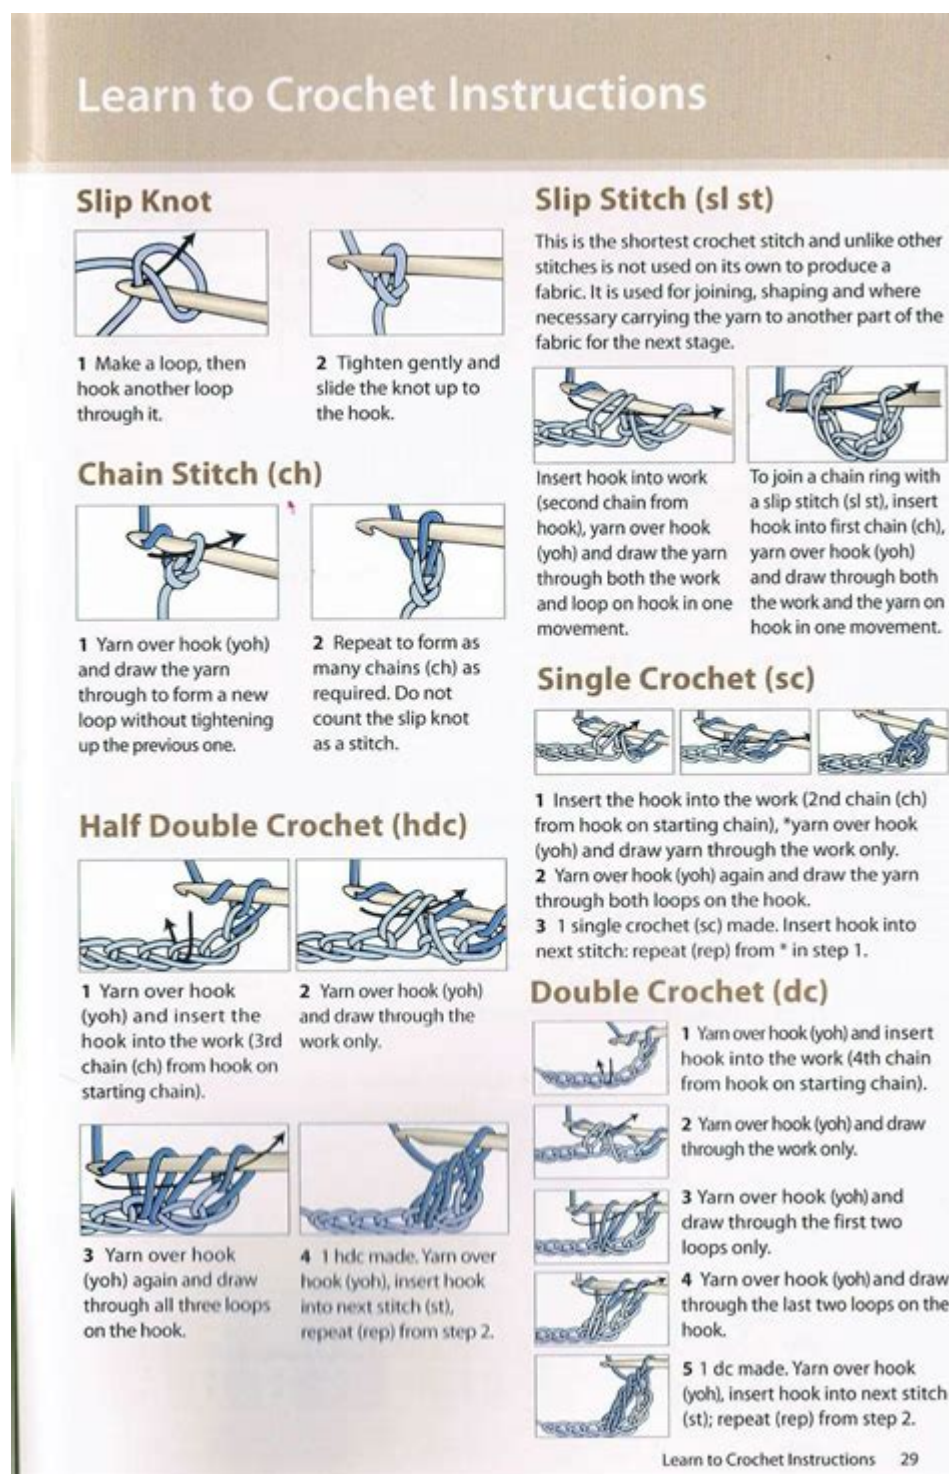 Learn to Crochet Instructions
Slip Knot
1 Make a loop, then
hook another loop
through it.
2 Tighten gently and
slide the knot up to
the hook.
Chain Stitch (ch)
1 Yarn over hook (yoh)
and draw the yarn
through to form a new
loop without tightening
up the previous one.
2 Repeat to form as
many chains (ch) as
required. Do not
count the slip knot
as a stitch.
Half Double Crochet (hdc)
1 Yarn over hook
(yoh) and insert the
hook into the work (3rd
chain (ch) from hook on
starting chain).
2 Yarn over hook (yoh)
and draw through the
work only.
3 Yarn over hook
(yoh) again and draw
through all three loops
on the hook.
4 1 hdc made. Yarn over
hook (yoh), insert hook
into next stitch (st),
repeat (rep) from step 2.
Slip Stitch (sl st)
This is the shortest crochet stitch and unlike other
stitches is not used on its own to produce a
fabric. It is used for joining, shaping and where
necessary carrying the yarn to another part of the
fabric for the next stage.
Insert hook into work
(second chain from
hook), yarn over hook
(yoh) and draw the yarn
through both the work
and loop on hook in one
movement.
To join a chain ring with
a slip stitch (sl st), insert
hook into first chain (ch),
yarn over hook (yoh)
and draw through both
the work and the yarn on
hook in one movement.
Single Crochet (sc)
1 Insert the hook into the work (2nd chain (ch)
from hook on starting chain), *yarn over hook
(yoh) and draw yarn through the work only.
2 Yarn over hook (yoh) again and draw the yarn
through both loops on the hook.
3 1 single crochet (sc) made. Insert hook into
next stitch: repeat (rep) from * in step 1.
Double Crochet (dc)
1 Yarn over hook (yoh) and insert
hook into the work (4th chain
from hook on starting chain).
2 Yarn over hook (yoh) and draw
through the work only.
3 Yarn over hook (yoh) and
draw through the first two
loops only.
4 Yarn over hook (yoh) and draw
through the last two loops on the
hook.
5 1 dc made. Yarn over hook
(yoh), insert hook into next stitch
(st); repeat (rep) from step 2.
Learn to Crochet Instructions 29